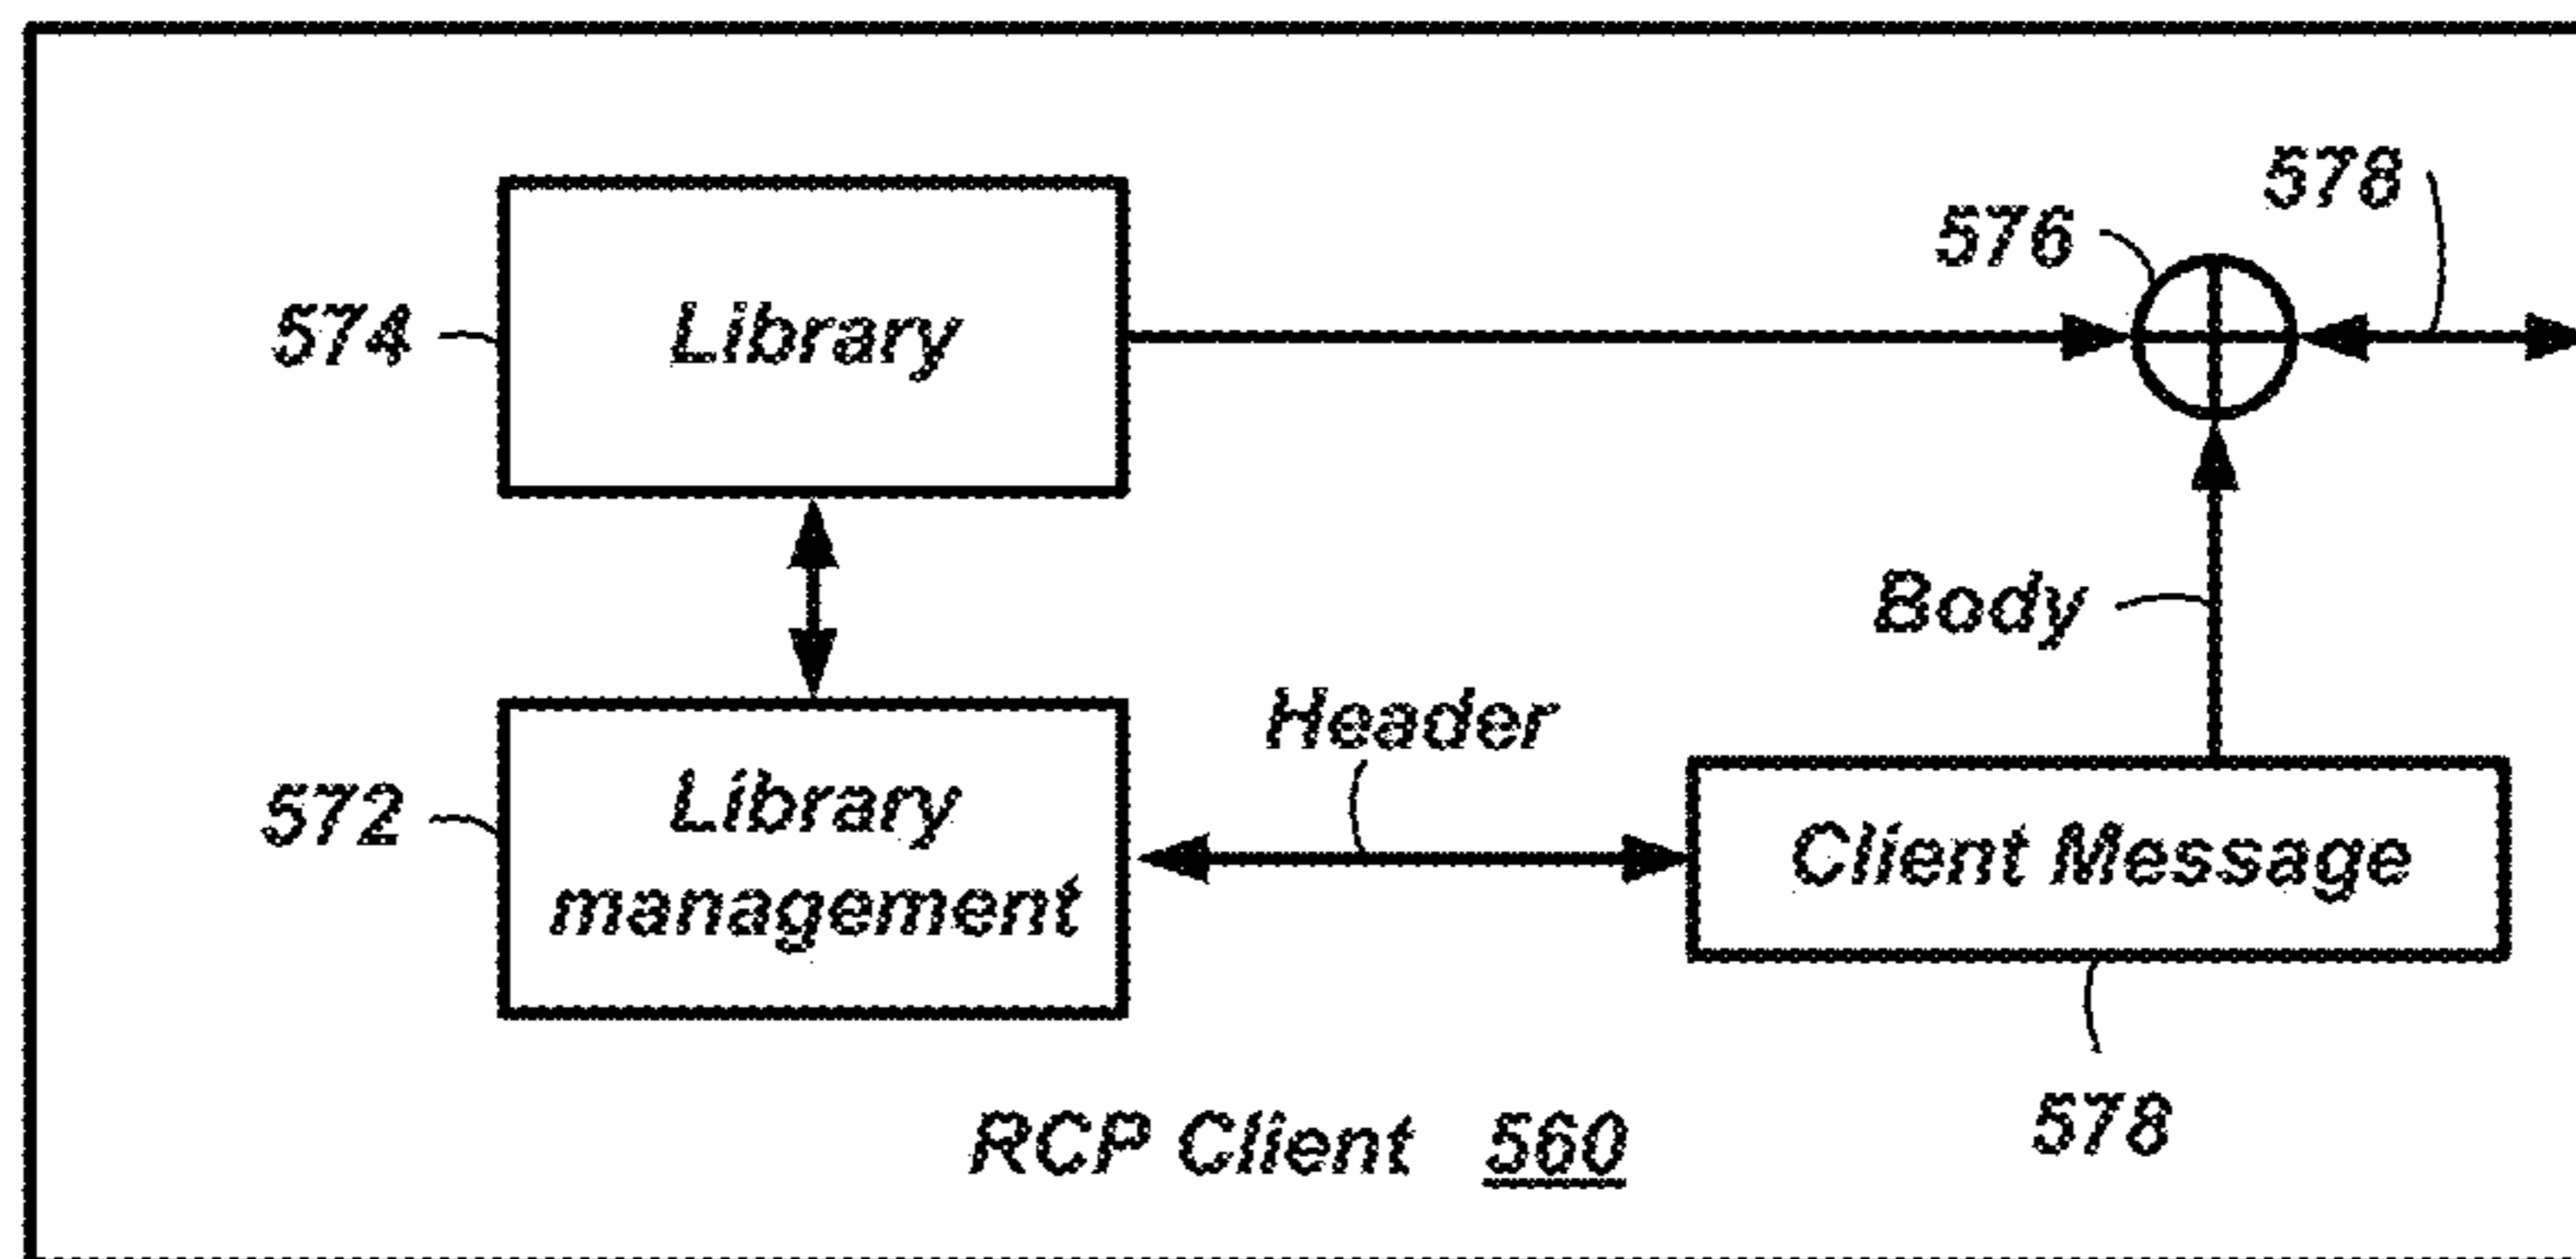 578
576
574
Library
Body
Header
572
Library
management
Client Message
578
RCP Client 560